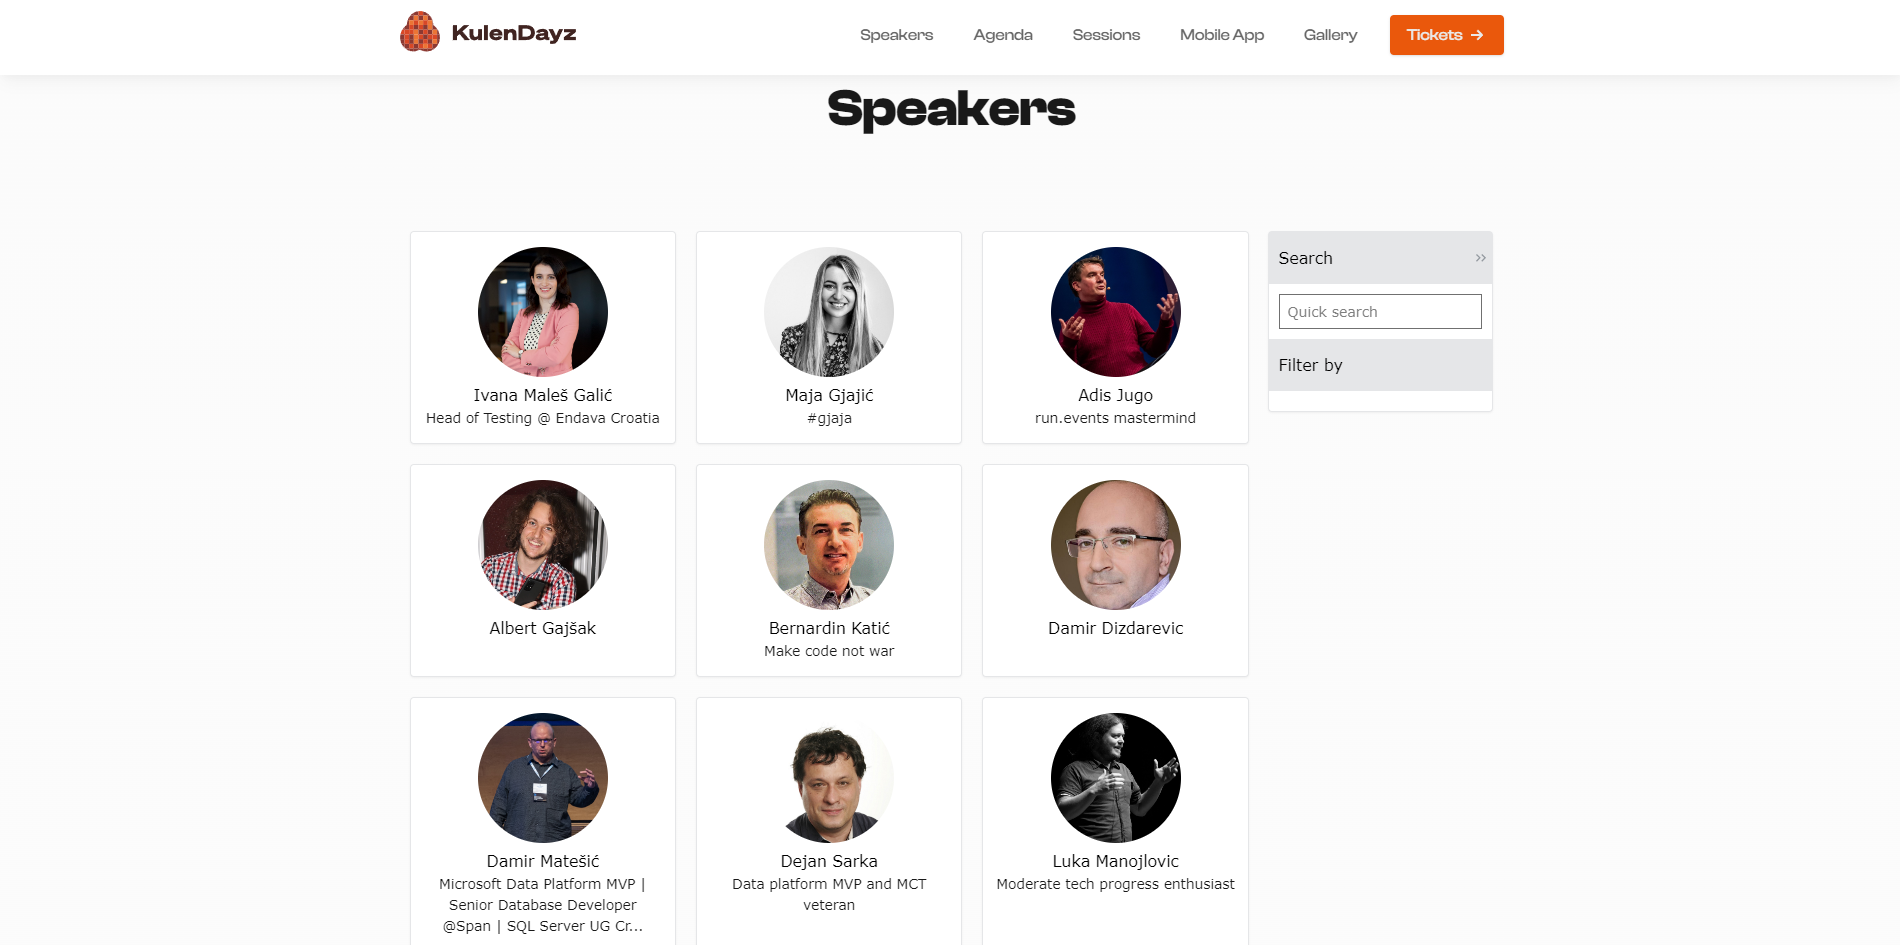 KulenDayz
Speakers
Agenda
Sessions
Mobile App
Gallery
Tickets →
Speakers
Ivana Maleš Galić
Head of Testing @ Endava Croatia
Maja Gjajić
#gjaja
Adis Jugo
run.events mastermind
Search
Quick search
Filter by
Albert Gajšak
Bernardin Katić
Make code not war
Damir Dizdarevic
Damir Matešić
Microsoft Data Platform MVP |
Senior Database Developer
@Span | SQL Server UG Cr...
Dejan Sarka
Data platform MVP and MCT
veteran
Luka Manojlovic
Moderate tech progress enthusiast